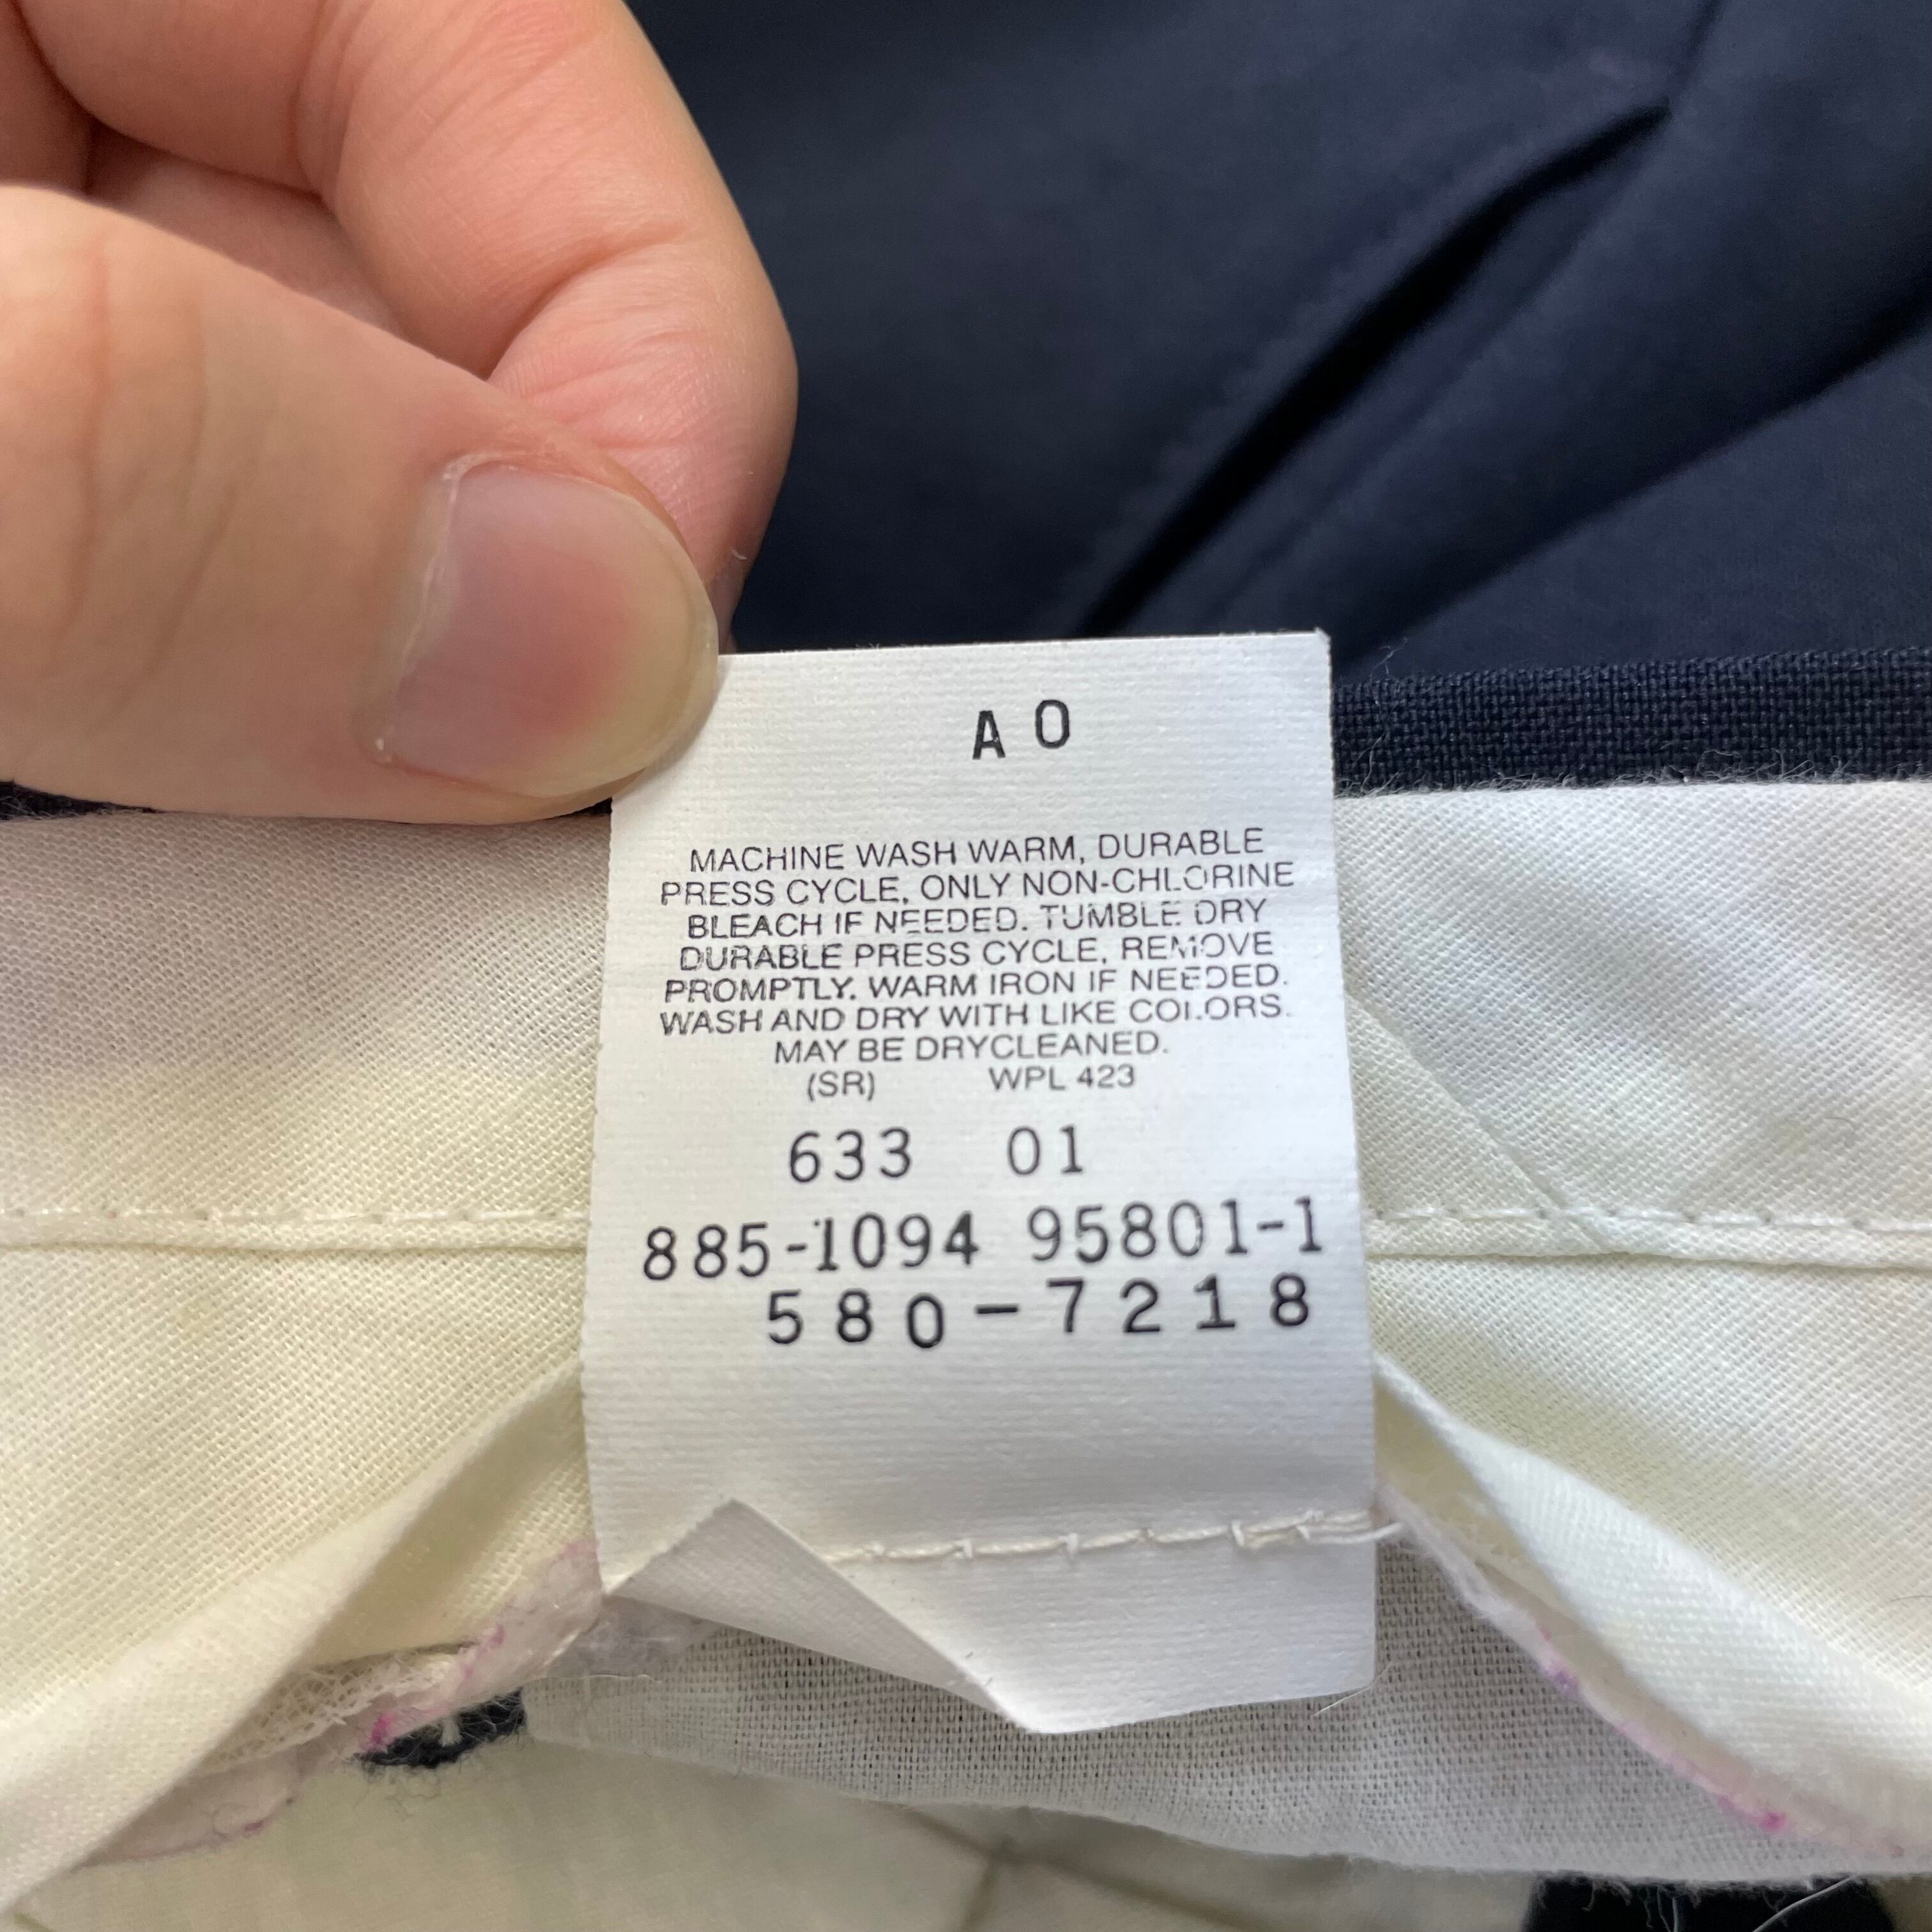 A O
MACHINE WASH WARM, DURABLE
PRESS CYCLE, ONLY NON-CHLORINE
BLEACH IF NEEDED. TUMBLE DRY
DURABLE PRESS CYCLE, REMOVE
PROMPTLY. WARM IRON IF NEEDED.
WASH AND DRY WITH LIKE COLORS.
MAY BE DRYCLEANED.
(SR) WPL 423
633 01
885-1094 95801-1
580-7218